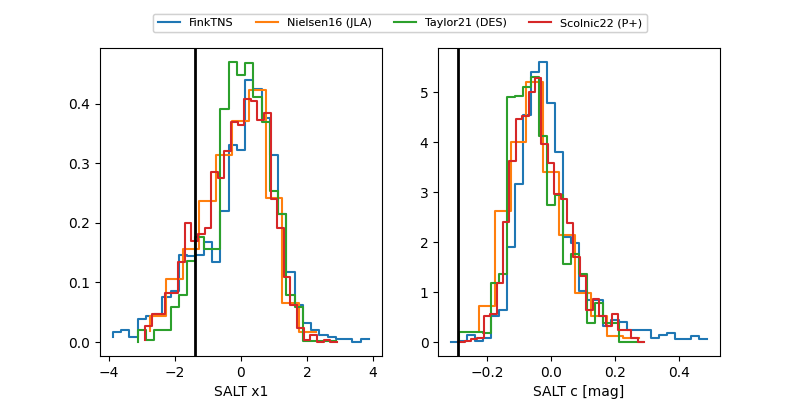 FinkTNS Nielsen16 (JLA) Taylor21 (DES) Scolnic22 (P+)
0.4
0.3
0.2
0.1
0.0
−4 −2 0 2 4
SALT x1
5
4
3
2
1
0
−0.2 0.0 0.2 0.4
SALT c [mag]